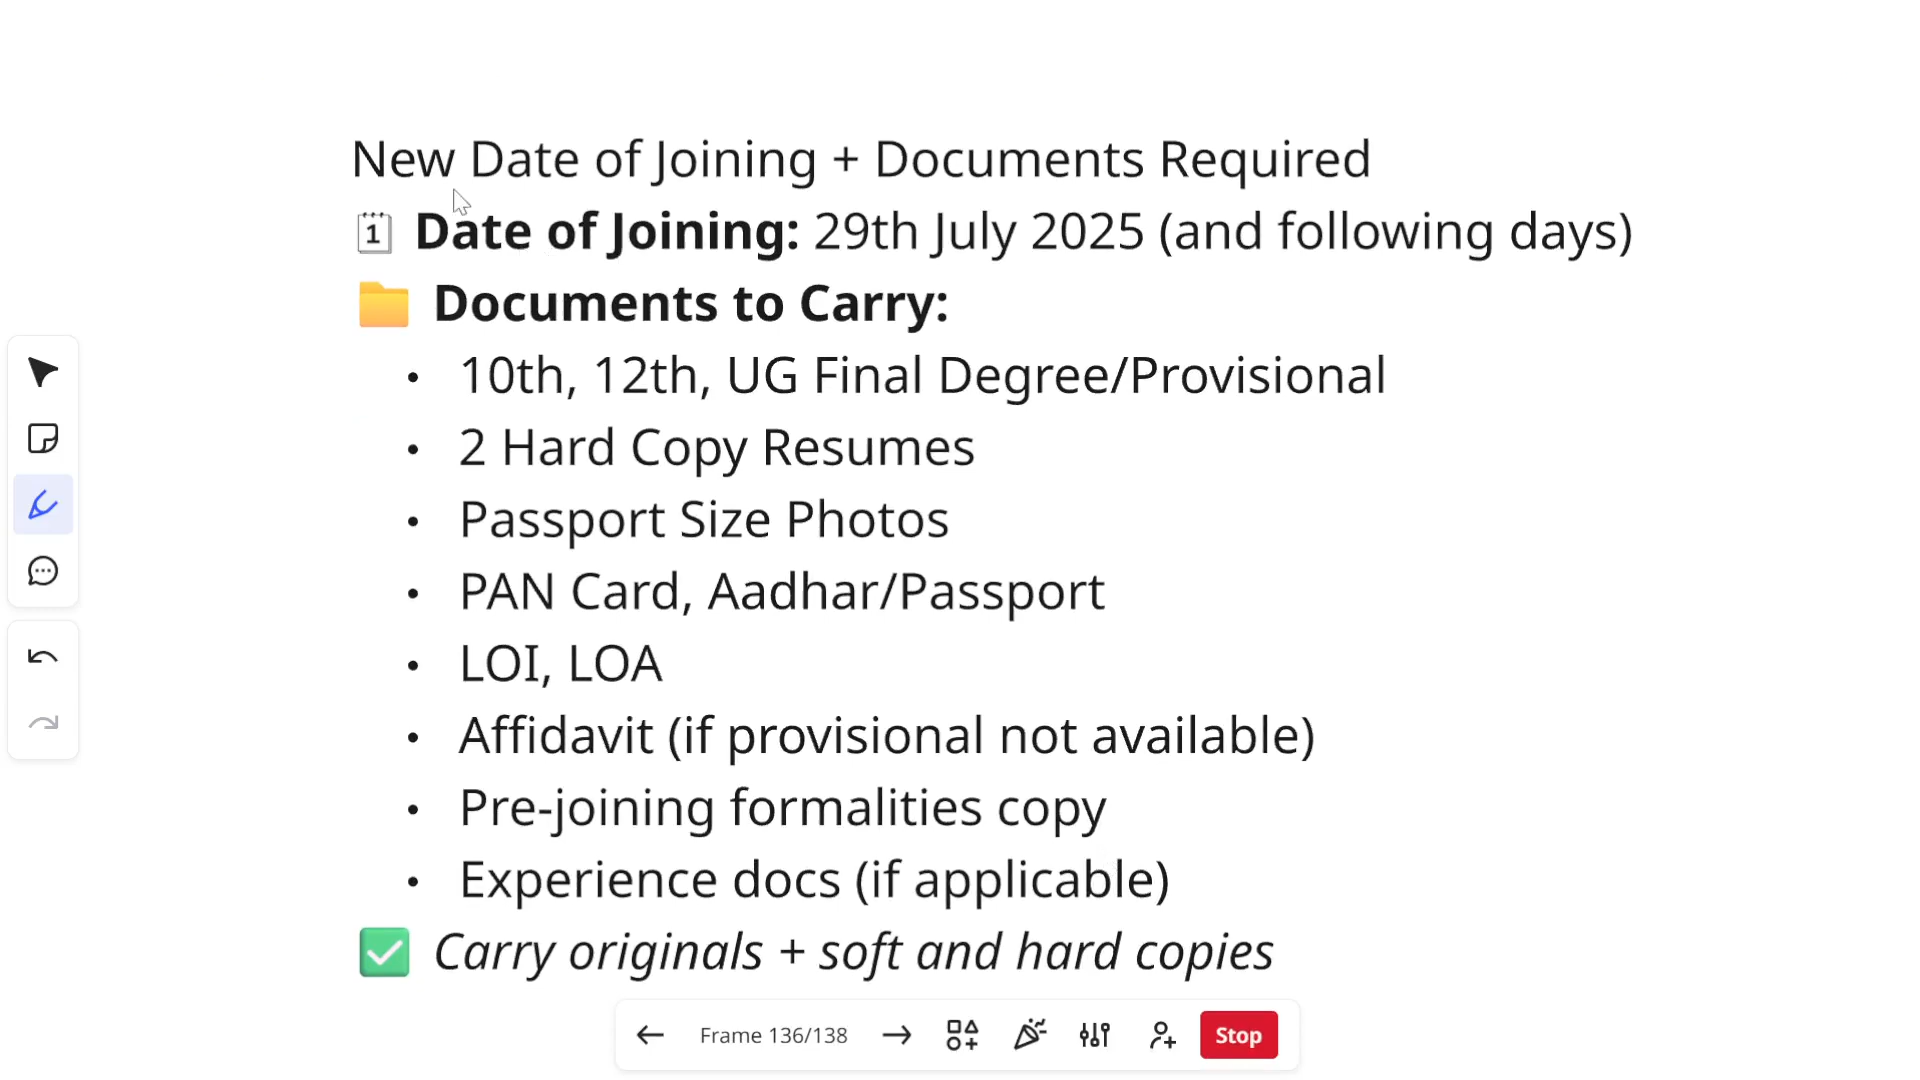 New Date of Joining + Documents Required
1 Date of Joining: 29th July 2025 (and following days)
Documents to Carry:
• 10th, 12th, UG Final Degree/Provisional
• 2 Hard Copy Resumes
• Passport Size Photos
• PAN Card, Aadhar/Passport
• LOI, LOA
• Affidavit (if provisional not available)
• Pre-joining formalities copy
• Experience docs (if applicable)
Carry originals + soft and hard copies
Frame 136/138 Stop